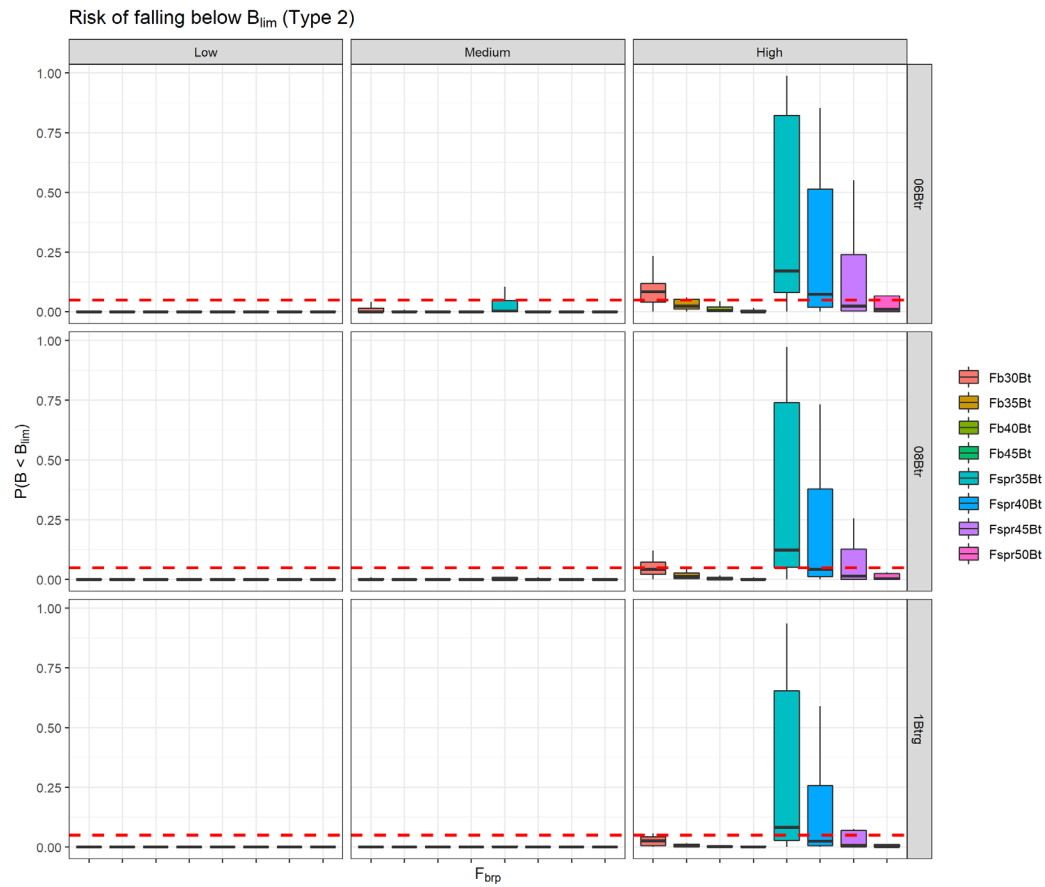 Risk of falling below Blim (Type 2)
Low
Medium
High
1.00
0.75
0.50
0.25
0.00
06Btr
1.00
0.75
0.50
0.25
0.00
08Btr
1.00
0.75
0.50
0.25
0.00
1Btrg
P(B < Blim)
Fbrp
Fb30Bt
Fb35Bt
Fb40Bt
Fb45Bt
Fspr35Bt
Fspr40Bt
Fspr45Bt
Fspr50Bt